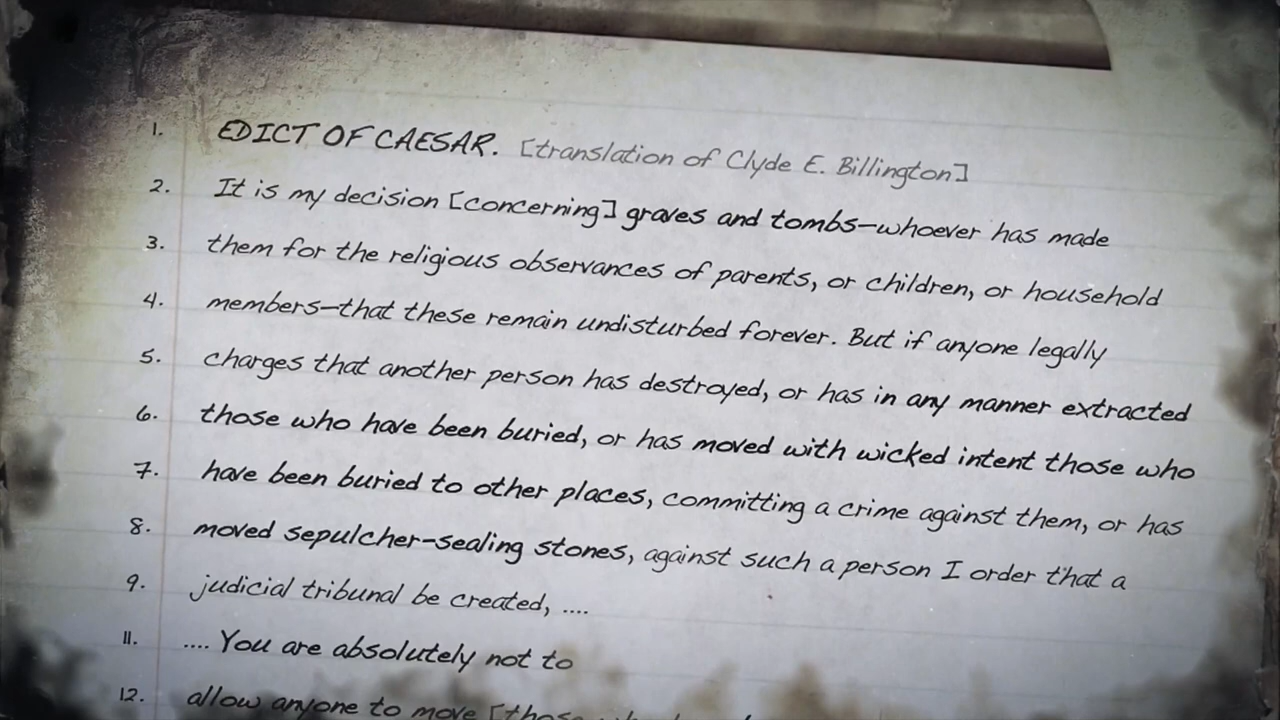 1. EDICT OF CAESAR. [translation of Clyde E. Billington]
2. It is my decision [concerning] graves and tombs—whoever has made
3. them for the religious observances of parents, or children, or household
4. members—that these remain undisturbed forever. But if anyone legally
5. charges that another person has destroyed, or has in any manner extracted
6. those who have been buried, or has moved with wicked intent those who
7. have been buried to other places, committing a crime against them, or has
8. moved sepulcher-sealing stones, against such a person I order that a
9. judicial tribunal be created, ....
11. .... You are absolutely not to
12. allow anyone to move [those